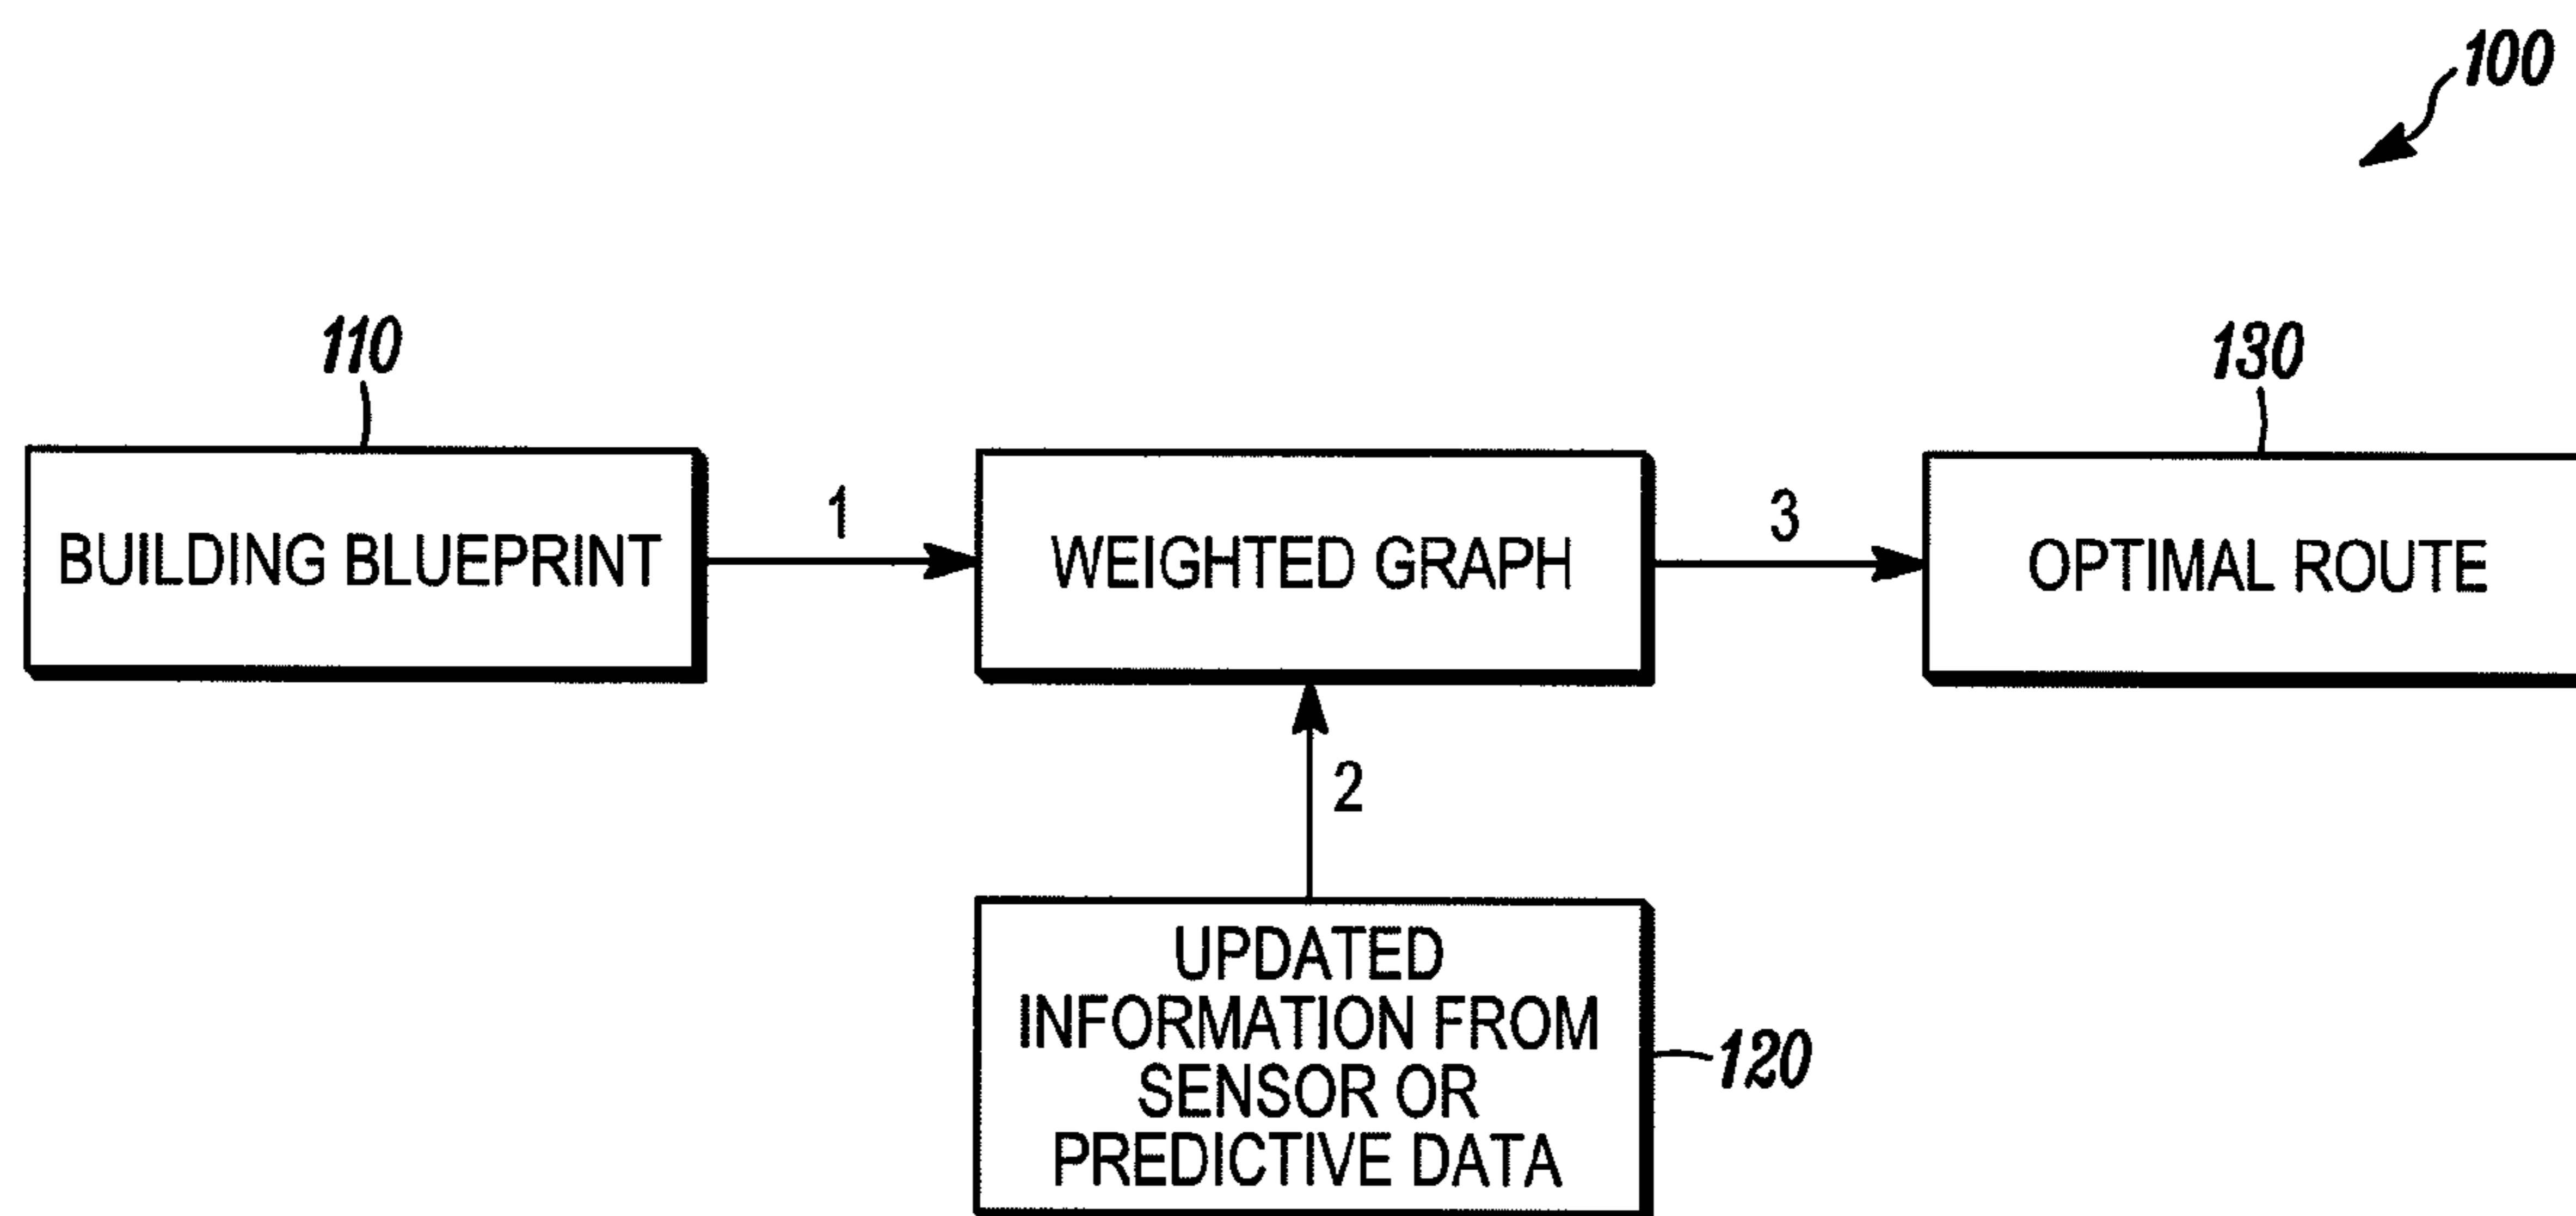 100
110
130
BUILDING BLUEPRINT
1
WEIGHTED GRAPH
3
OPTIMAL ROUTE
2
UPDATED
INFORMATION FROM
SENSOR OR
PREDICTIVE DATA
120